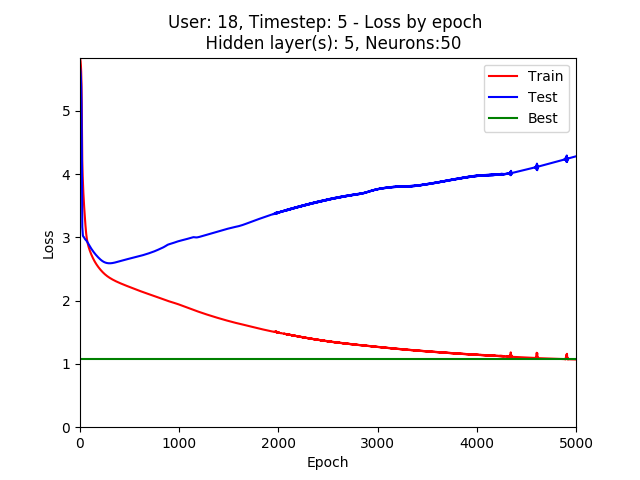 User: 18, Timestep: 5 - Loss by epoch
Hidden layer(s): 5, Neurons:50
Train
Test
Best
5
4
3
2
1
0
Loss
0 1000 2000 3000 4000 5000
Epoch